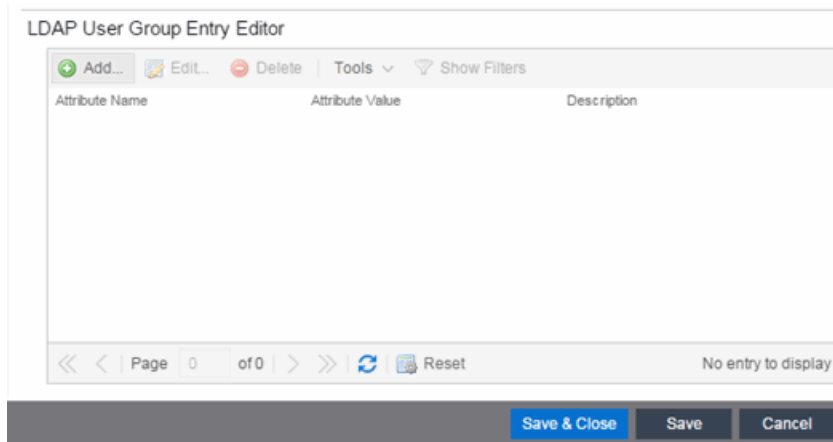 LDAP User Group Entry Editor
Add... Edit... Delete Tools Show Filters
Attribute Name Attribute Value Description
Page 0 of 0 Reset No entry to display
Save & Close Save Cancel